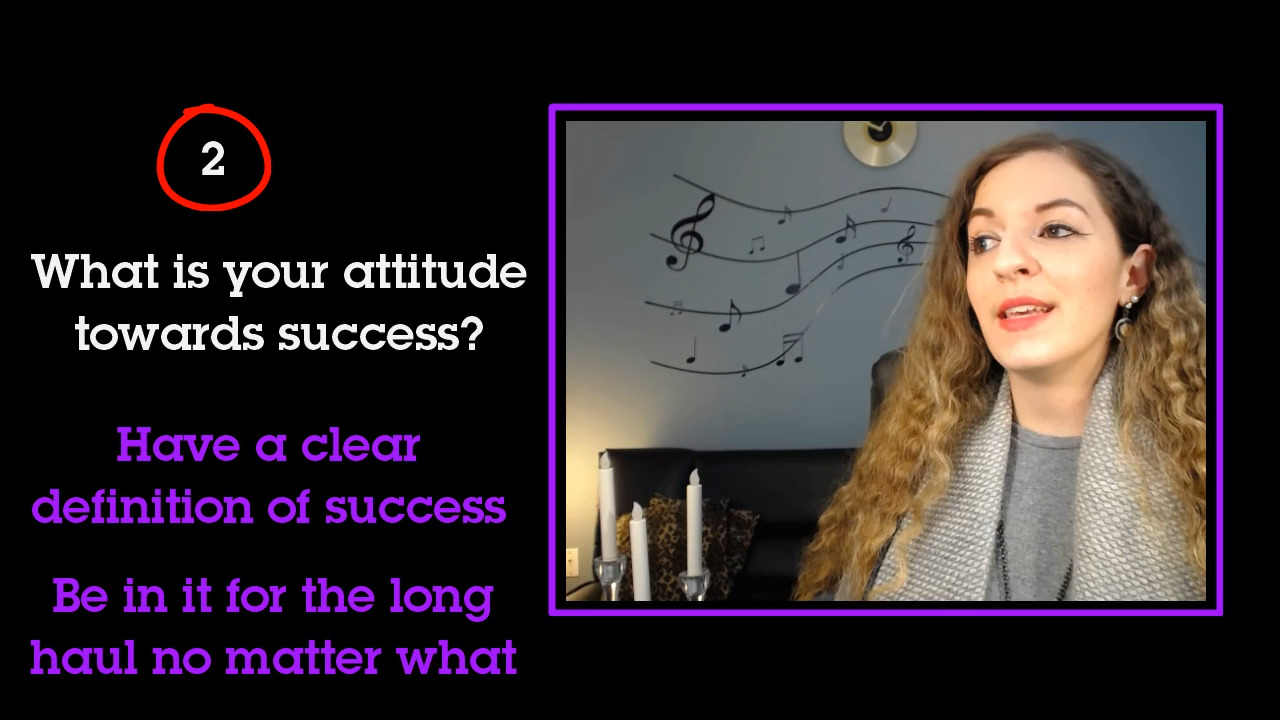 2
What is your attitude
towards success?
Have a clear
definition of success
Be in it for the long
haul no matter what